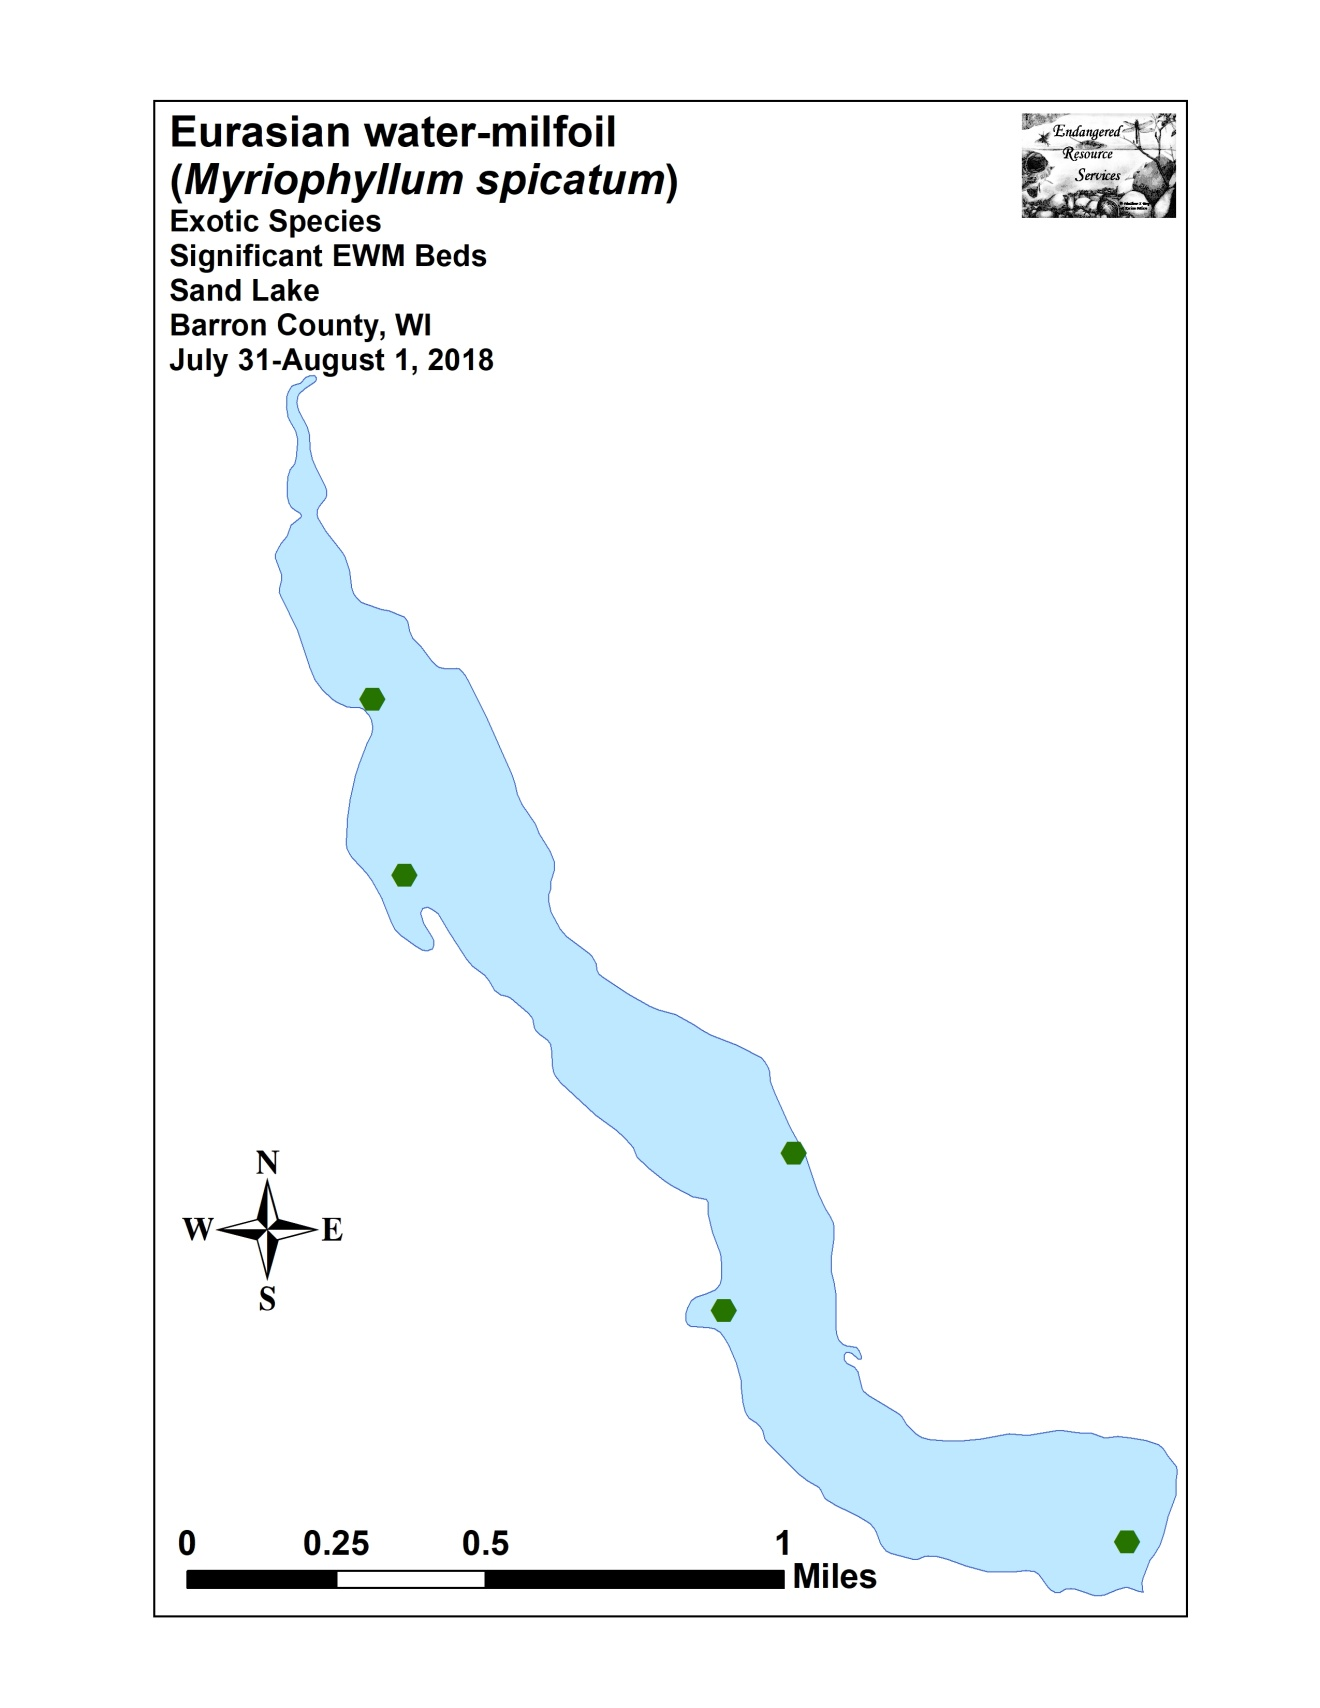 Eurasian water-milfoil
(Myriophyllum spicatum)
Exotic Species
Significant EWM Beds
Sand Lake
Barron County, WI
July 31-August 1, 2018
Endangered
Resource
Services
N
W E
S
0 0.25 0.5 1
Miles